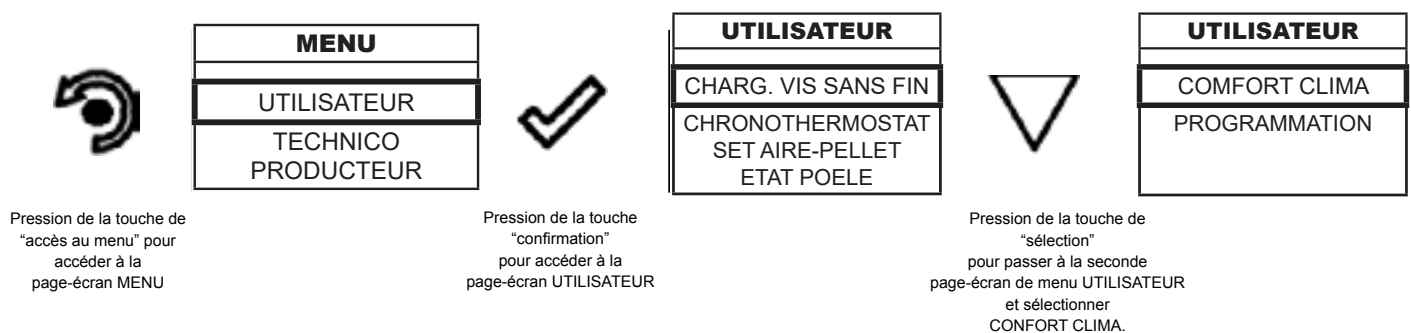 MENU
UTILISATEUR
TECHNICO
PRODUCTEUR
UTILISATEUR
CHARG. VIS SANS FIN
CHRONOTHERMOSTAT
SET AIRE-PELLET
ETAT POELE
UTILISATEUR
COMFORT CLIMA
PROGRAMMATION
Pression de la touche de
“accès au menu” pour
accéder à la
page-écran MENU
Pression de la touche
“confirmation”
pour accéder à la
page-écran UTILISATEUR
Pression de la touche de
“sélection”
pour passer à la seconde
page-écran de menu UTILISATEUR
et sélectionner
CONFORT CLIMA.